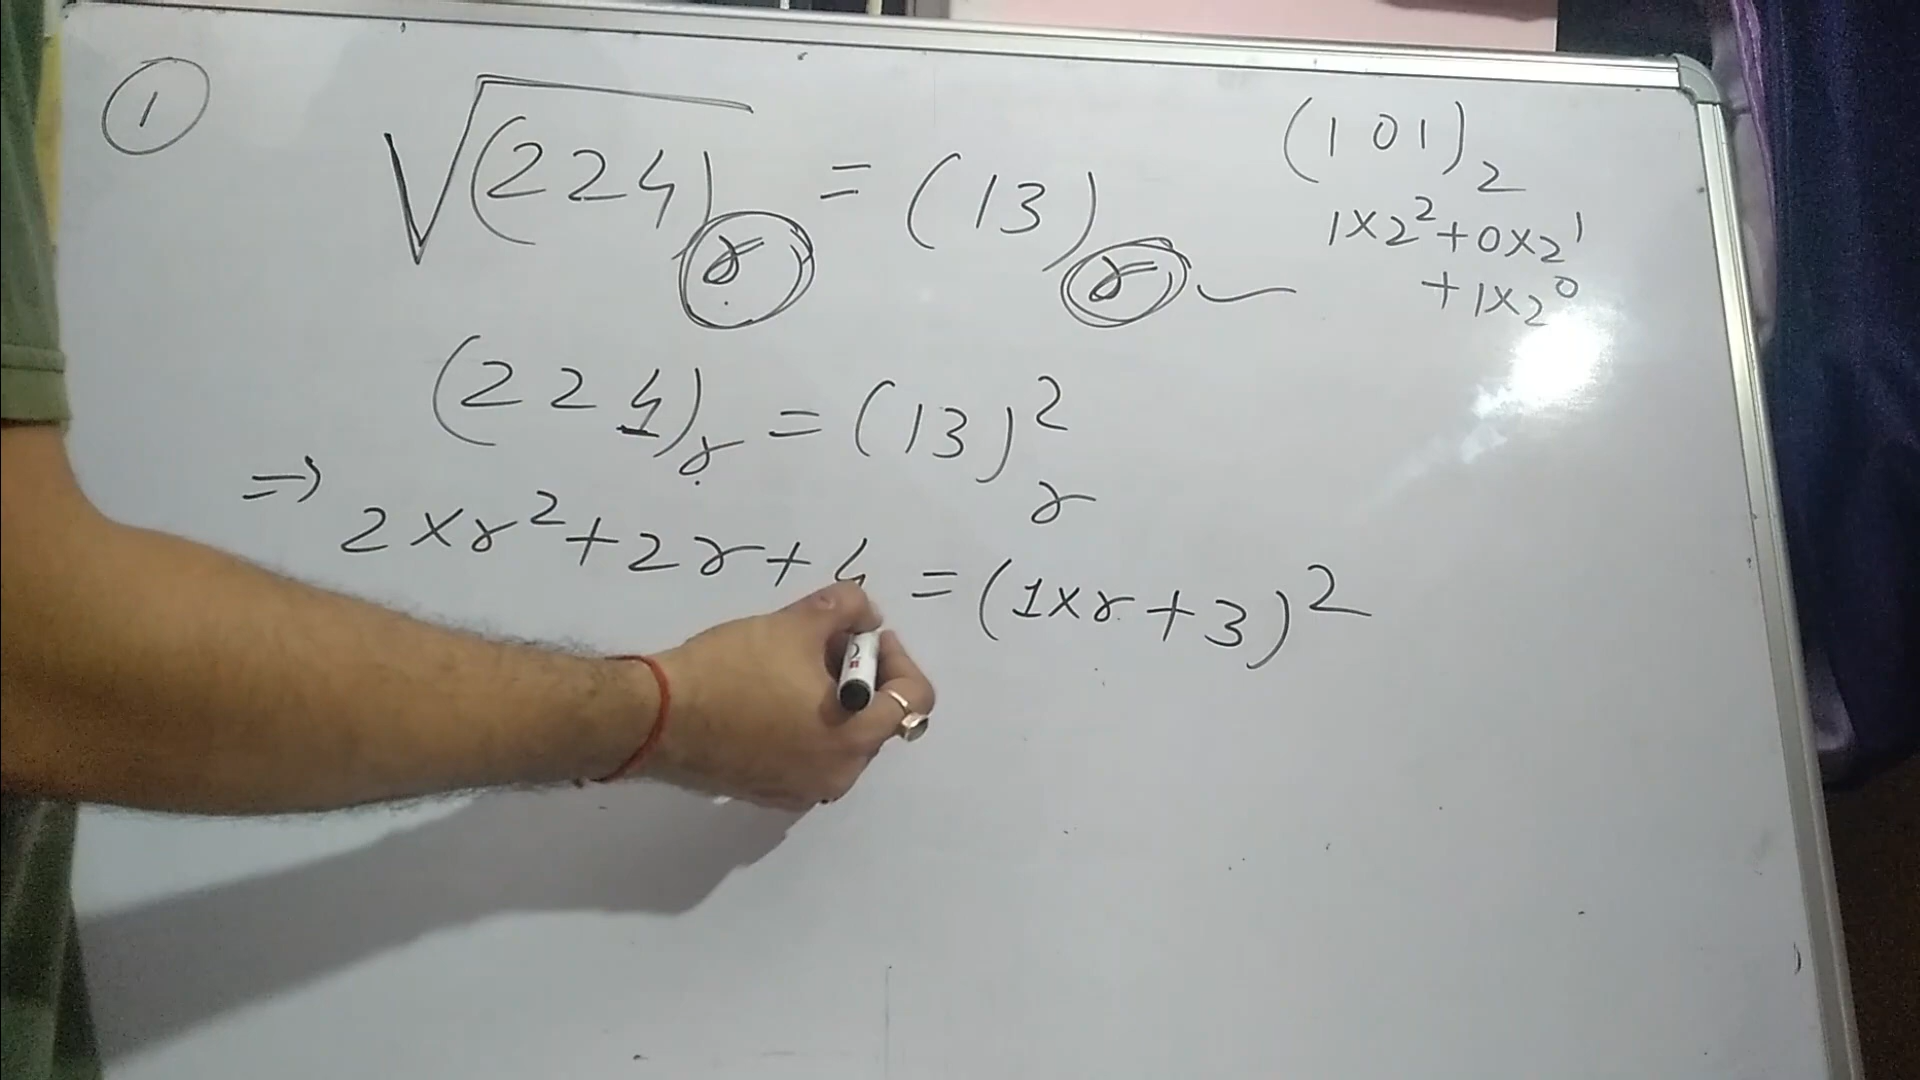 1
√(224)r = (13)r
(101)2
1×2²+0×2¹
+1×2⁰
(224)r = (13)²r
⇒ 2×r²+2r+4 = (1×r+3)²